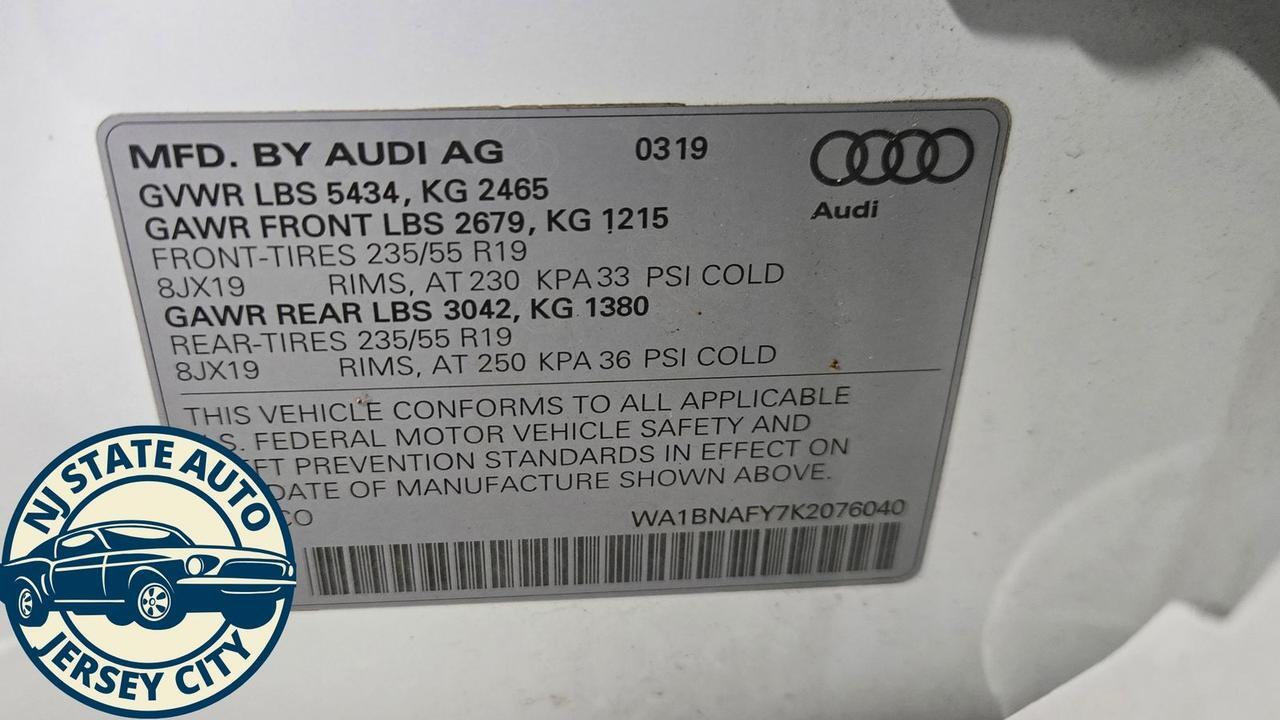 MFD. BY AUDI AG 0319
GVWR LBS 5434, KG 2465
GAWR FRONT LBS 2679, KG 1215
FRONT-TIRES 235/55 R19
8JX19 RIMS, AT 230 KPA 33 PSI COLD
GAWR REAR LBS 3042, KG 1380
REAR-TIRES 235/55 R19
8JX19 RIMS, AT 250 KPA 36 PSI COLD
Audi
THIS VEHICLE CONFORMS TO ALL APPLICABLE
S. FEDERAL MOTOR VEHICLE SAFETY AND
PREVENTION STANDARDS IN EFFECT ON
DATE OF MANUFACTURE SHOWN ABOVE.
CO WA1BNAFY7K2076040
NJ STATE AUTO
JERSEY CITY